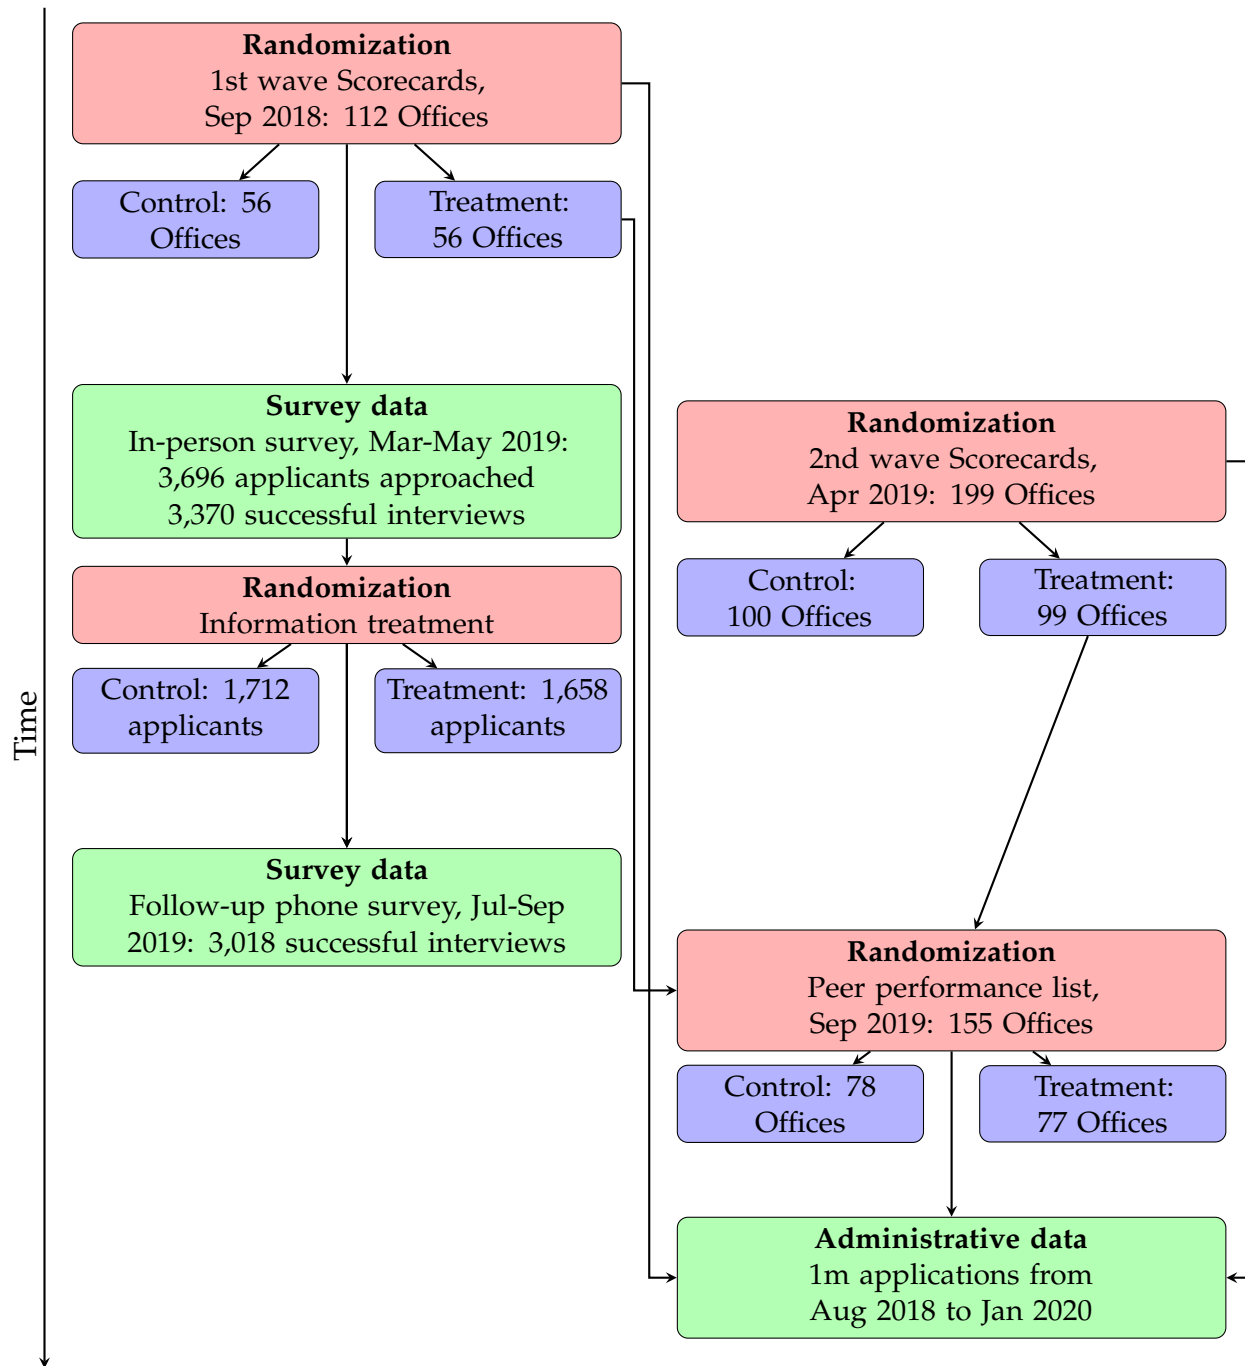 Time
Randomization
1st wave Scorecards,
Sep 2018: 112 Offices
Control: 56
Offices
Treatment:
56 Offices
Survey data
In-person survey, Mar-May 2019:
3,696 applicants approached
3,370 successful interviews
Randomization
Information treatment
Control: 1,712
applicants
Treatment: 1,658
applicants
Survey data
Follow-up phone survey, Jul-Sep
2019: 3,018 successful interviews
Randomization
2nd wave Scorecards,
Apr 2019: 199 Offices
Control:
100 Offices
Treatment:
99 Offices
Randomization
Peer performance list,
Sep 2019: 155 Offices
Control: 78
Offices
Treatment:
77 Offices
Administrative data
1m applications from
Aug 2018 to Jan 2020